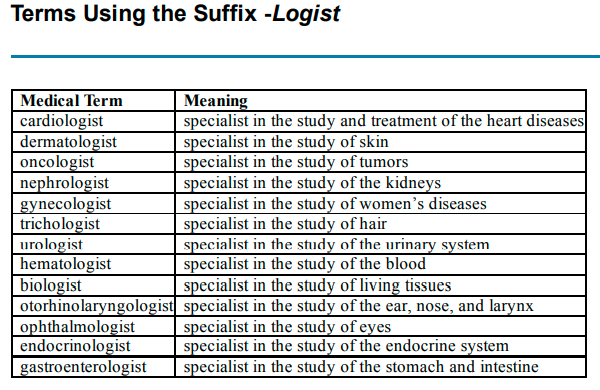 Terms Using the Suffix -Logist
Medical Term Meaning
cardiologist specialist in the study and treatment of the heart diseases
dermatologist specialist in the study of skin
oncologist specialist in the study of tumors
nephrologist specialist in the study of the kidneys
gynecologist specialist in the study of women’s diseases
trichologist specialist in the study of hair
urologist specialist in the study of the urinary system
hematologist specialist in the study of the blood
biologist specialist in the study of living tissues
otorhinolaryngologist specialist in the study of the ear, nose, and larynx
ophthalmologist specialist in the study of eyes
endocrinologist specialist in the study of the endocrine system
gastroenterologist specialist in the study of the stomach and intestine